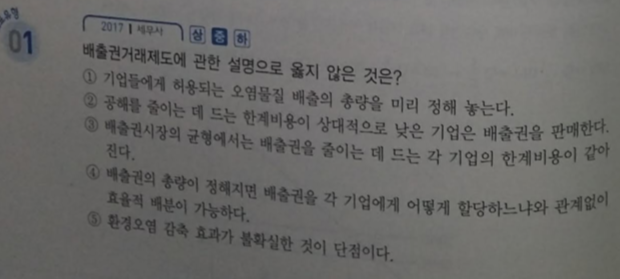 01
2017 | 세무사 상 중 하
배출권거래제도에 관한 설명으로 옳지 않은 것은?
① 기업들에게 허용되는 오염물질 배출의 총량을 미리 정해 놓는다.
② 공해를 줄이는 데 드는 한계비용이 상대적으로 낮은 기업은 배출권을 판매한다.
③ 배출권시장의 균형에서는 배출권을 줄이는 데 드는 각 기업의 한계비용이 같아
진다.
④ 배출권의 총량이 정해지면 배출권을 각 기업에게 어떻게 할당하느냐와 관계없이
효율적 배분이 가능하다.
⑤ 환경오염 감축 효과가 불확실한 것이 단점이다.